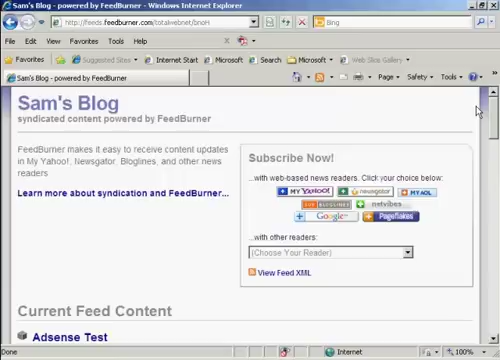 Sam's Blog - powered by FeedBurner - Windows Internet Explorer
http://feeds.feedburner.com/total=ebnet/bnoH
Bing
File Edit View Favorites Tools Help
Favorites Suggested Sites Internet Start Microsoft Search Microsoft Web Slice Gallery
Sam's Blog - powered by FeedBurner
Page Safety Tools
Sam's Blog
syndicated content powered by FeedBurner
FeedBurner makes it easy to receive content updates
in My Yahoo!, Newsgator, Bloglines, and other news
readers
Learn more about syndication and FeedBurner...
Subscribe Now!
...with web-based news readers. Click your choice below:
MY YAHOO! newsgator MY AOL
SUB BLOGLINES netvibes
Google Pageflakes
...with other readers:
(Choose Your Reader)
View Feed XML
Current Feed Content
Adsense Test
Done
Internet
100%